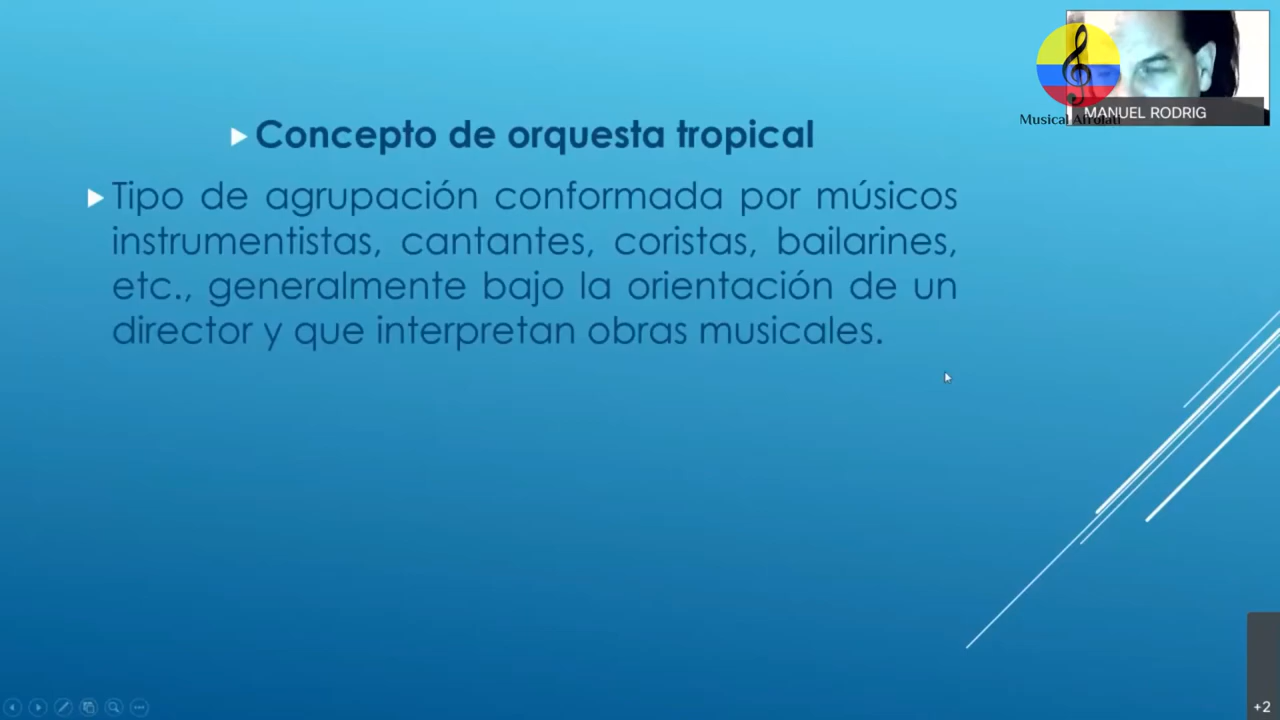 Concepto de orquesta tropical
Tipo de agrupación conformada por músicos
instrumentistas, cantantes, coristas, bailarines,
etc., generalmente bajo la orientación de un
director y que interpretan obras musicales.
MANUEL RODRIG
Musical Afrolati
+2